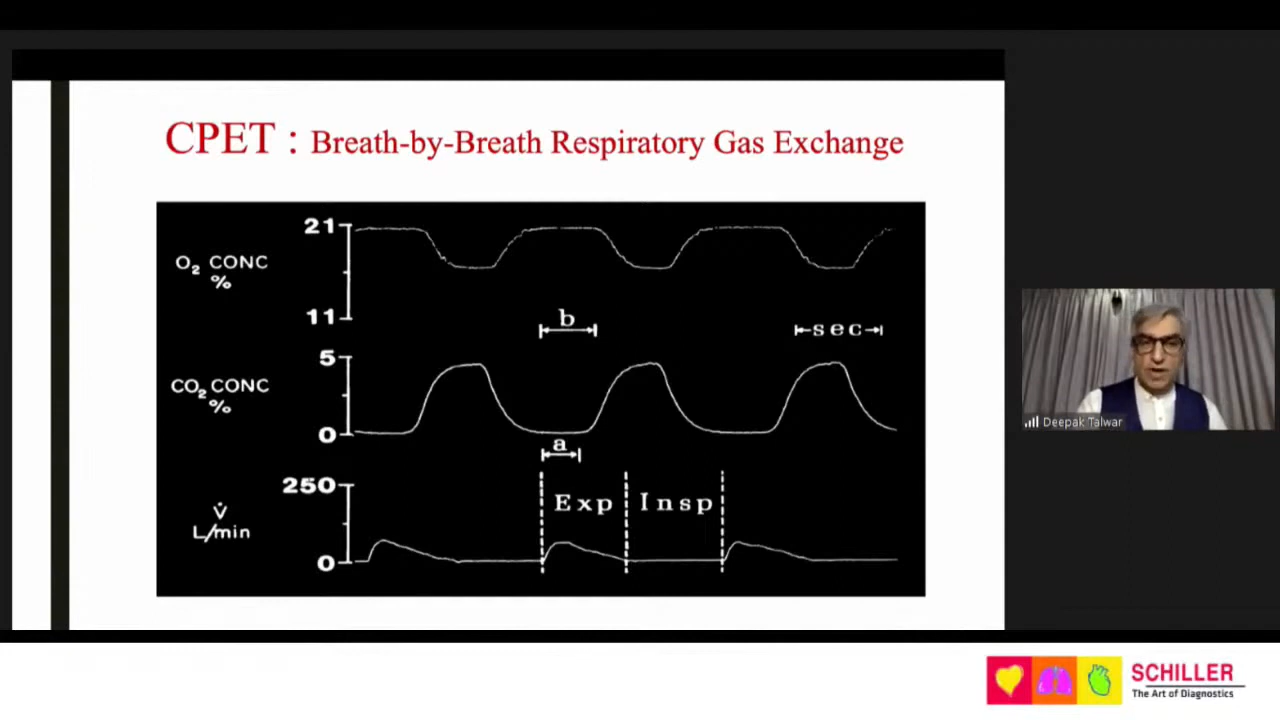 CPET : Breath-by-Breath Respiratory Gas Exchange
21
O2 CONC
%
11
b
sec
5
CO2 CONC
%
0
a
250
Exp
Insp
V̇
L/min
0
Deepak Talwar
SCHILLER
The Art of Diagnostics